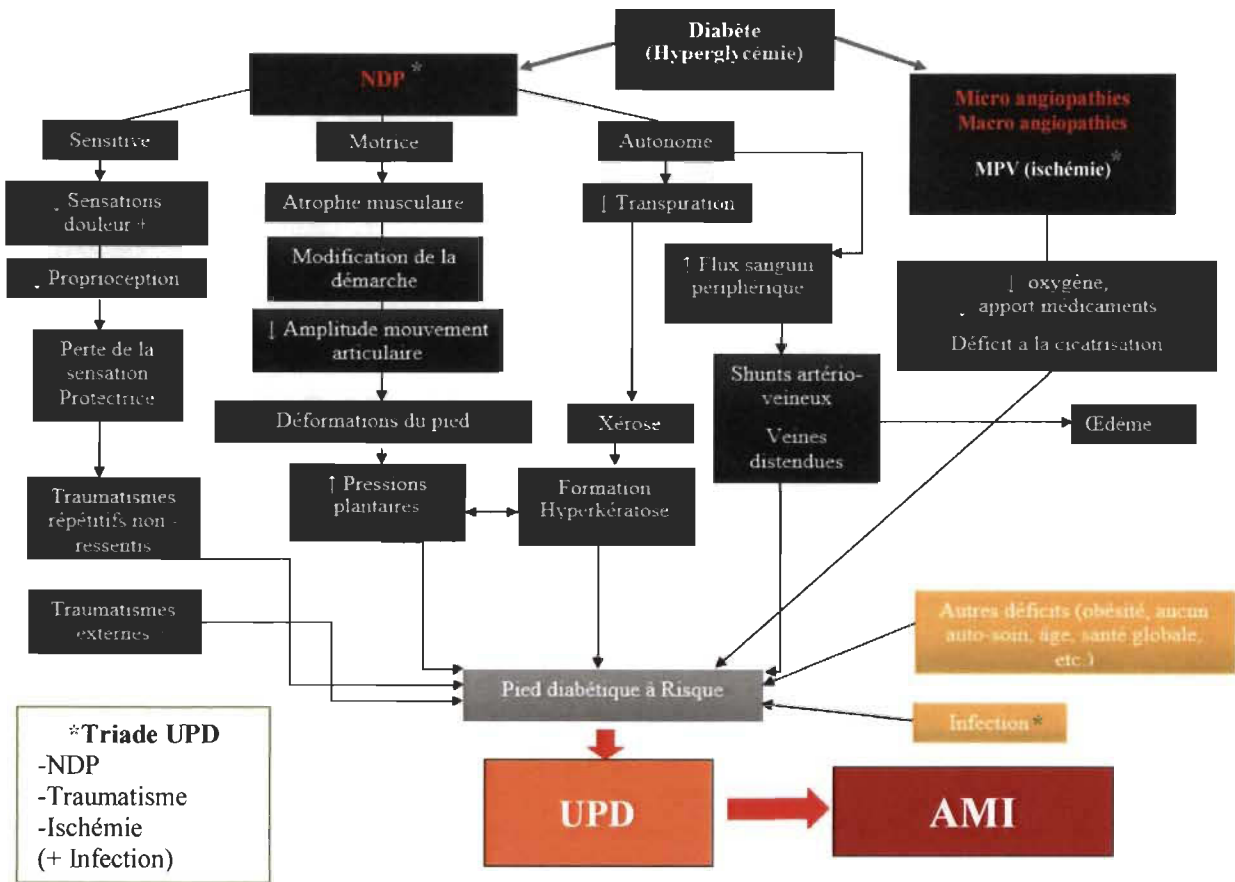 Diabète
(Hyperglycémie)
NDP *
Micro angiopathies
Macro angiopathies
MPV (ischémie)*
Sensitive
Motrice
Autonome
↓ Sensations
douleur +
Atrophie musculaire
↓ Transpiration
↓ Proprioception
Modification de la
démarche
↑ Flux sanguin
périphérique
↓ oxygène,
apport médicaments
Déficit à la cicatrisation
↓ Amplitude mouvement
articulaire
Perte de la
sensation
Protectrice
Shunts artério-
veineux
Veines
distendues
Déformations du pied
Xérose
Œdème
Traumatismes
répétitifs non -
ressentis
↑ Pressions
plantaires
Formation
Hyperkératose
Traumatismes
externes
Autres déficits (obésité, aucun
auto-soin, âge, santé globale,
etc.)
Pied diabétique à Risque
Infection*
*Triade UPD
-NDP
-Traumatisme
-Ischémie
(+ Infection)
UPD
AMI